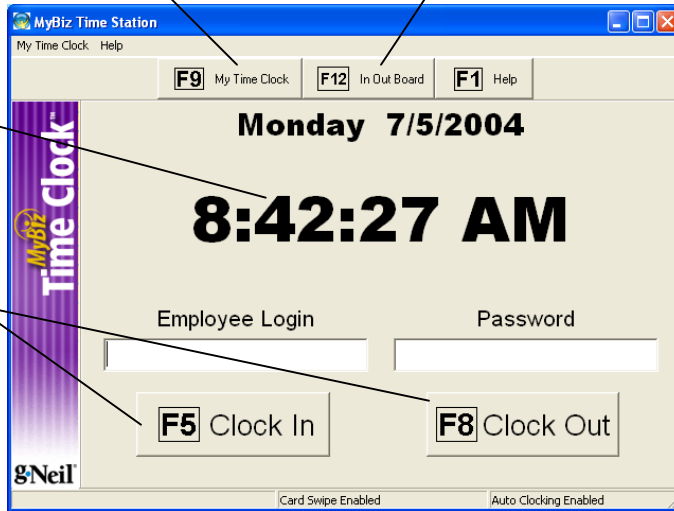 MyBiz Time Station
My Time Clock Help
F9 My Time Clock F12 In Out Board F1 Help
Monday 7/5/2004
8:42:27 AM
MyBiz
Time Clock™
Employee Login Password
F5 Clock In F8 Clock Out
g·Neil
Card Swipe Enabled Auto Clocking Enabled